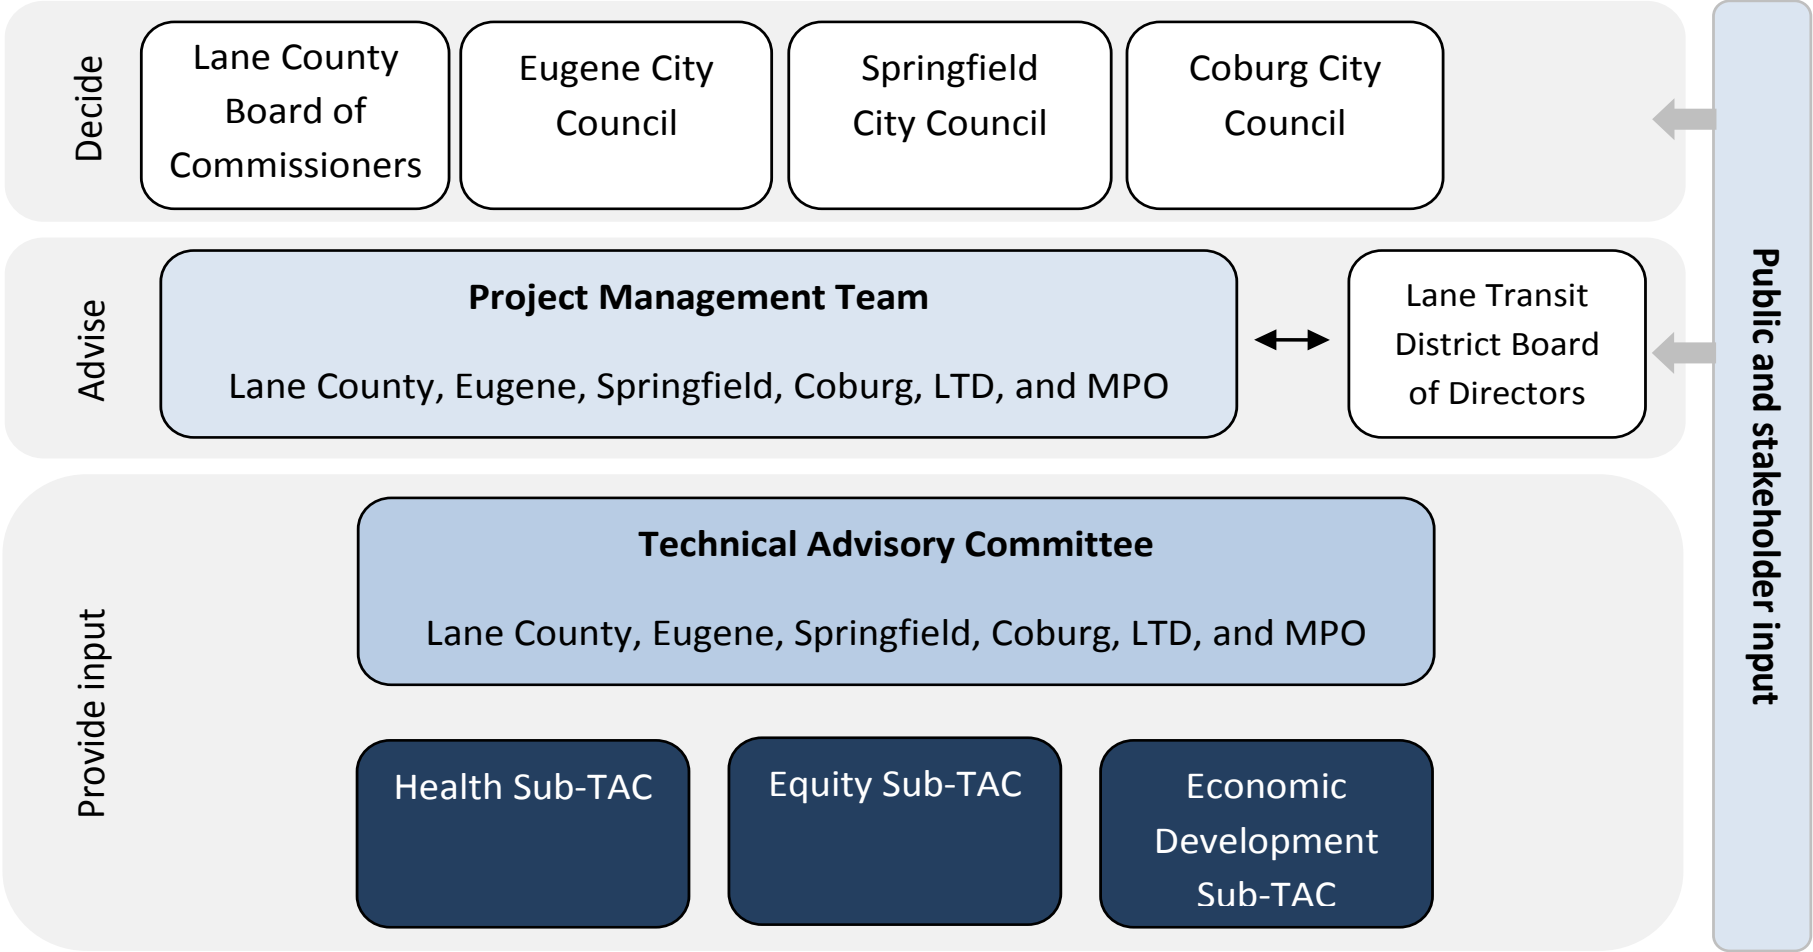 Decide
Lane County
Board of
Commissioners
Eugene City
Council
Springfield
City Council
Coburg City
Council
Advise
Project Management Team
Lane County, Eugene, Springfield, Coburg, LTD, and MPO
Lane Transit
District Board
of Directors
Provide input
Technical Advisory Committee
Lane County, Eugene, Springfield, Coburg, LTD, and MPO
Health Sub-TAC
Equity Sub-TAC
Economic
Development
Sub-TAC
Public and stakeholder input